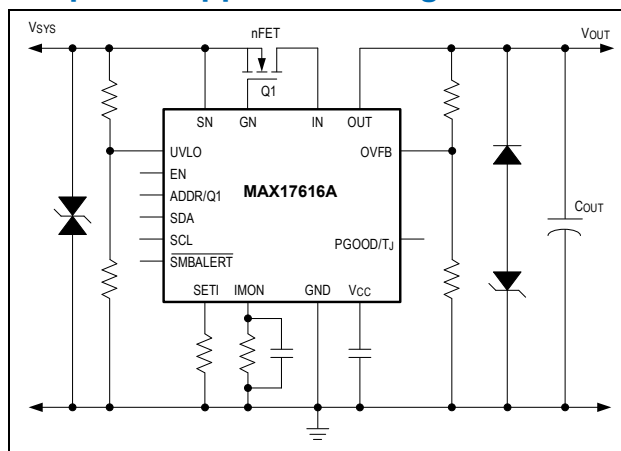 VSYS
nFET
VOUT
Q1
SN GN IN OUT
UVLO
OVFB
EN
ADDR/Q1
MAX17616A
SDA
SCL
PGOOD/TJ
SMBALERT
COUT
SETI IMON GND VCC